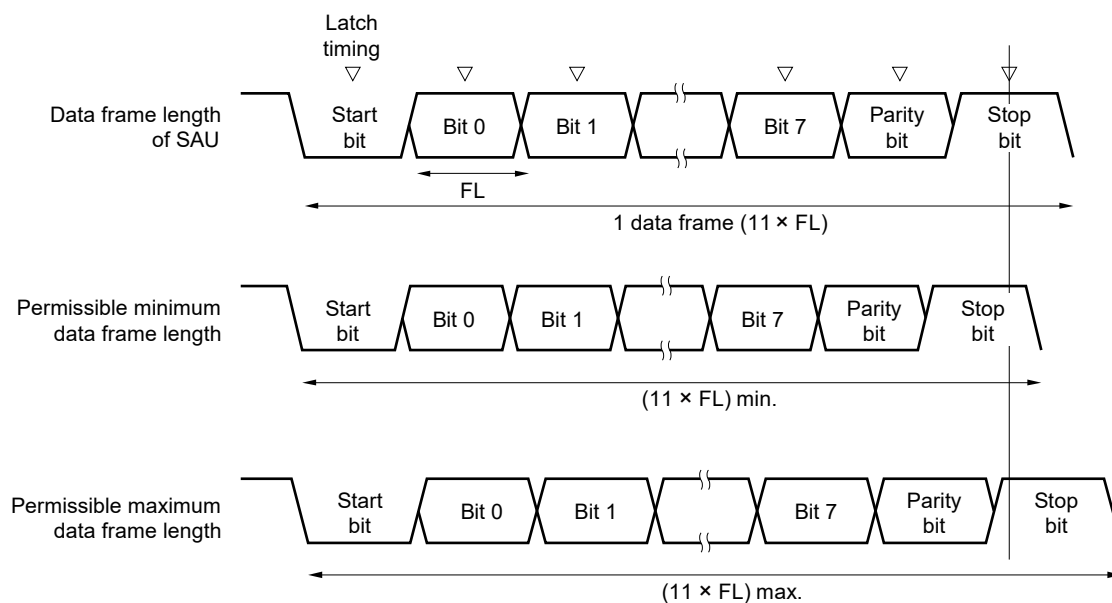 Latch
timing
Data frame length
of SAU
Start
bit
Bit 0
Bit 1
Bit 7
Parity
bit
Stop
bit
FL
1 data frame (11 × FL)
Permissible minimum
data frame length
Start
bit
Bit 0
Bit 1
Bit 7
Parity
bit
Stop
bit
(11 × FL) min.
Permissible maximum
data frame length
Start
bit
Bit 0
Bit 1
Bit 7
Parity
bit
Stop
bit
(11 × FL) max.